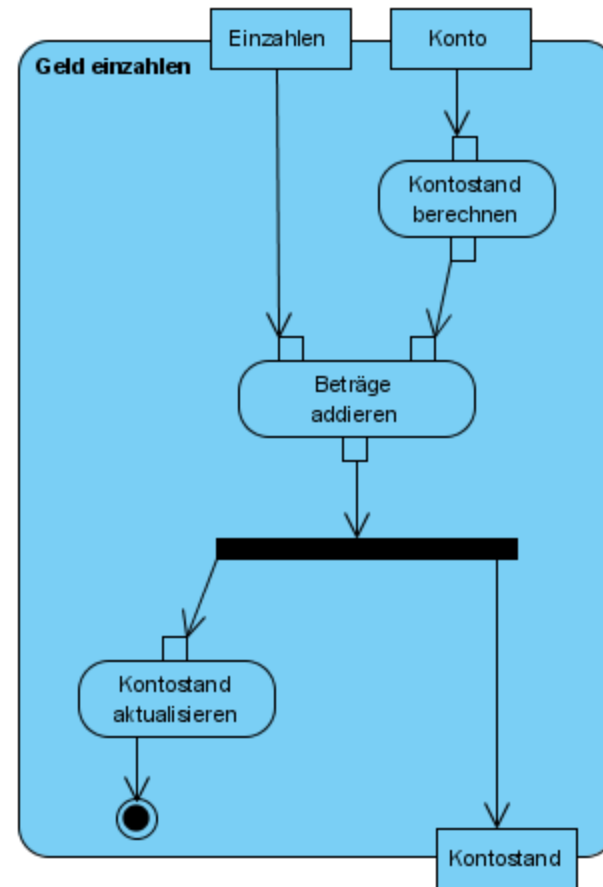 Einzahlen
Konto
Geld einzahlen
Kontostand
berechnen
Beträge
addieren
Kontostand
aktualisieren
Kontostand